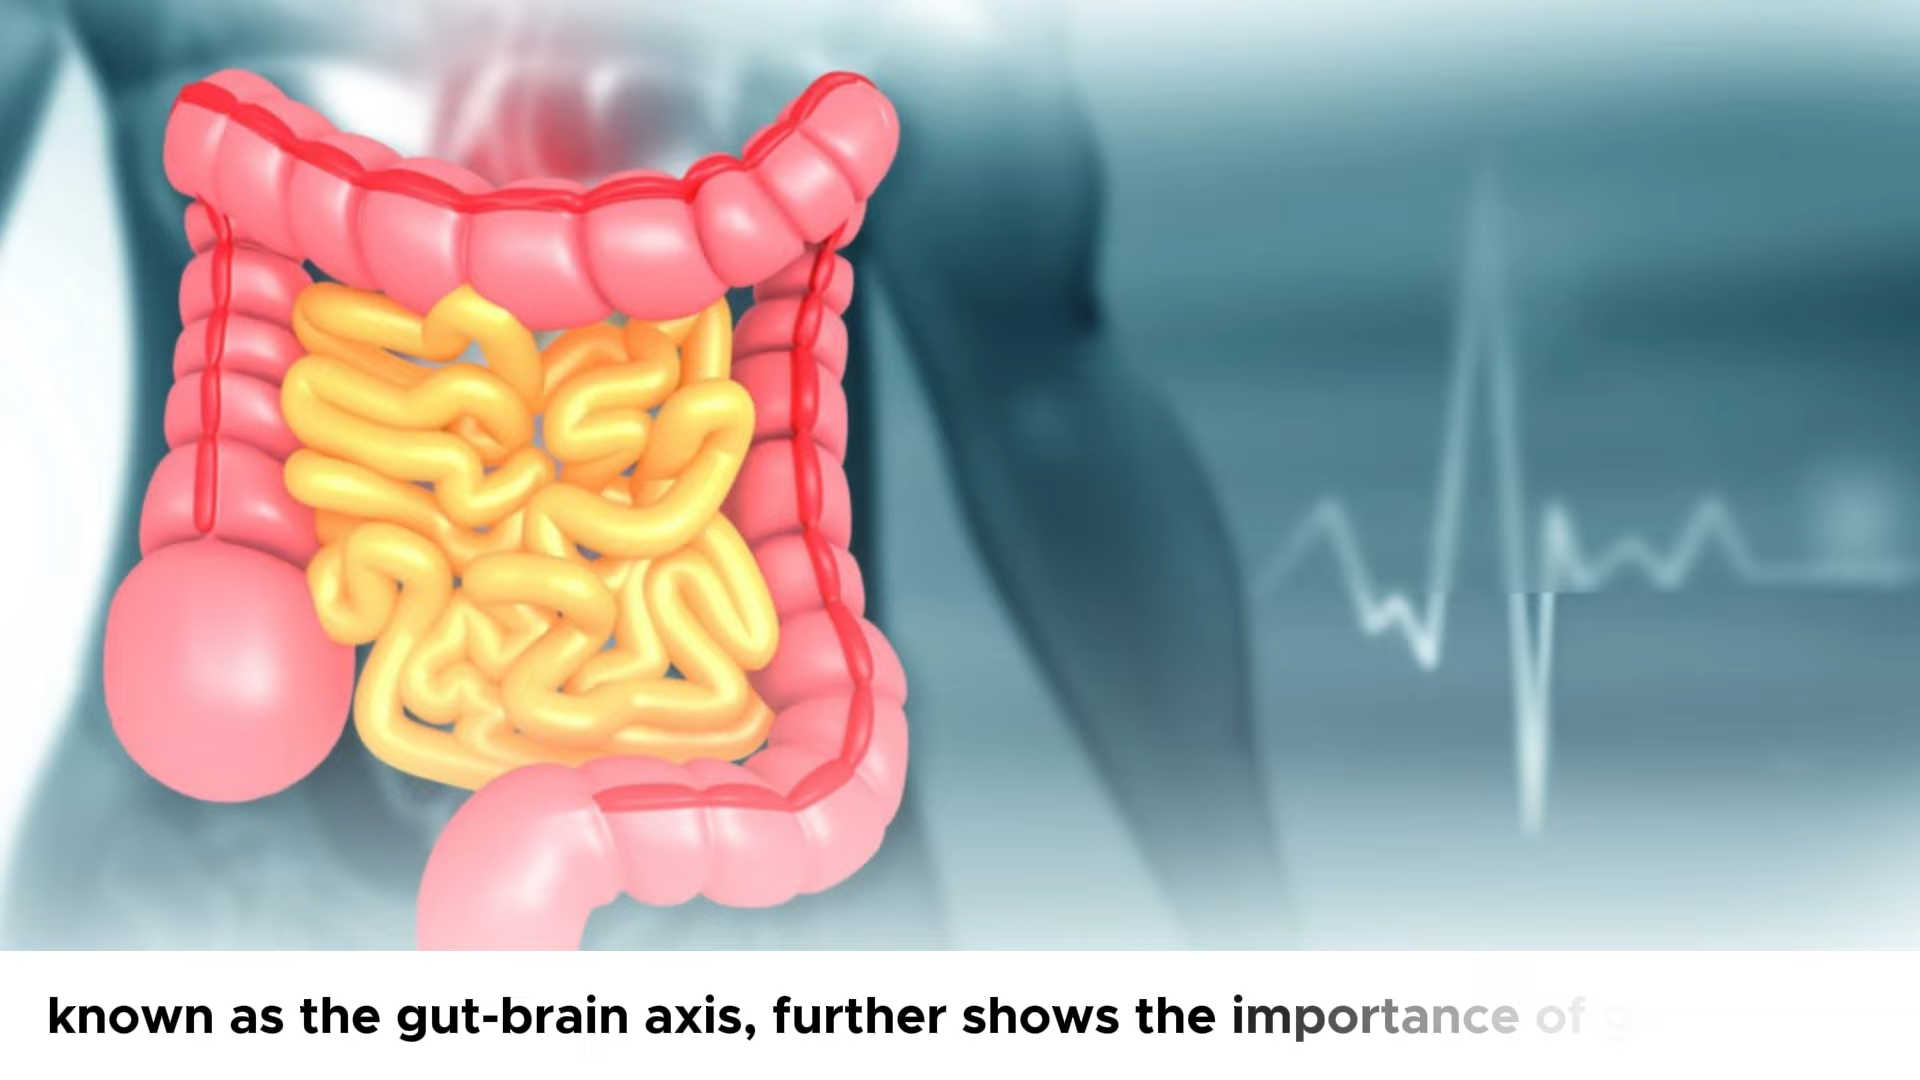 known as the gut-brain axis, further shows the importance of